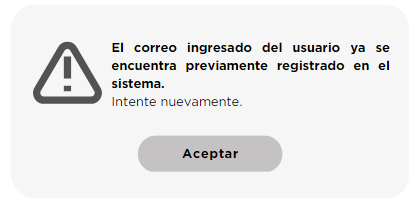 El correo ingresado del usuario ya se
encuentra previamente registrado en el
sistema.
Intente nuevamente.
Aceptar